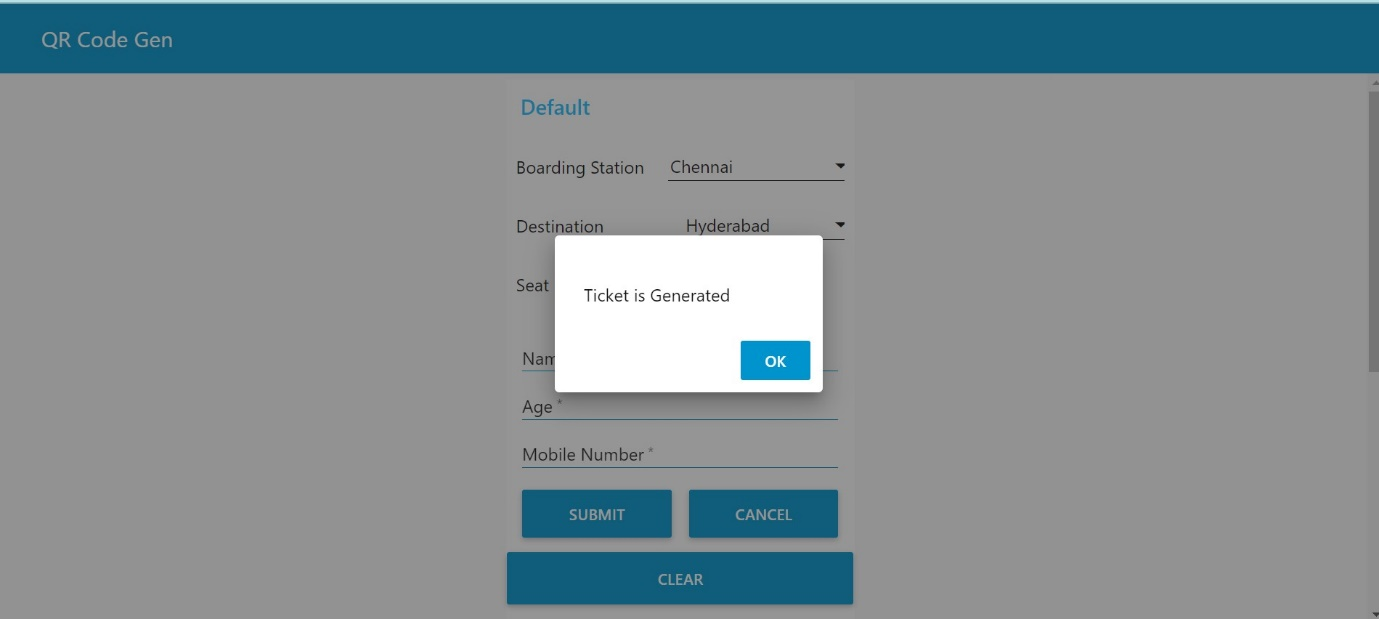 QR Code Gen
Default
Boarding Station Chennai
Destination Hyderabad
Seat
Ticket is Generated
OK
Age *
Mobile Number *
SUBMIT CANCEL
CLEAR